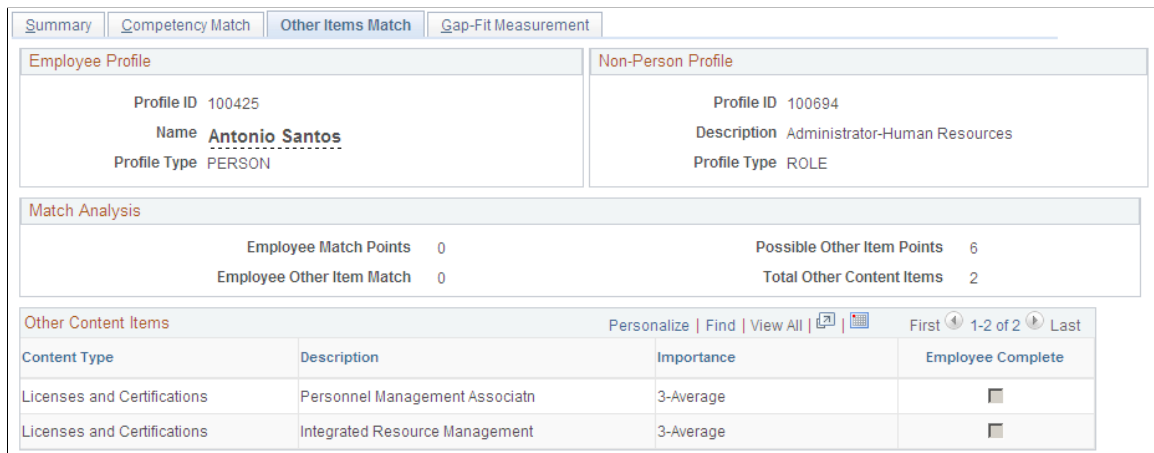 Summary Competency Match Other Items Match Gap-Fit Measurement
Employee Profile Non-Person Profile
Profile ID 100425 Profile ID 100694
Name Antonio Santos Description Administrator-Human Resources
Profile Type PERSON Profile Type ROLE
Match Analysis
Employee Match Points 0 Possible Other Item Points 6
Employee Other Item Match 0 Total Other Content Items 2
Other Content Items Personalize | Find | View All | | First 1-2 of 2 Last
Content Type Description Importance Employee Complete
Licenses and Certifications Personnel Management Associatn 3-Average
Licenses and Certifications Integrated Resource Management 3-Average